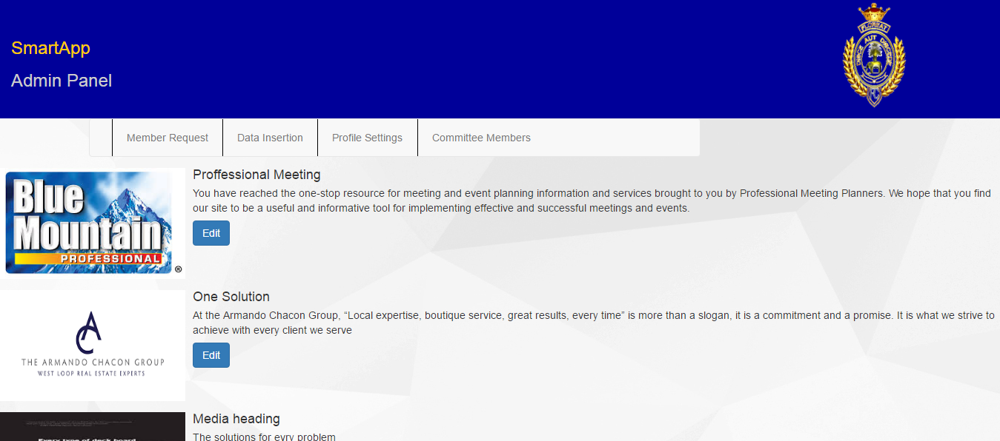 SmartApp
Admin Panel
FLOREAT
DISCE AUT DISCEDE
Member Request
Data Insertion
Profile Settings
Committee Members
Blue
Mountain
PROFESSIONAL
®
Proffessional Meeting
You have reached the one-stop resource for meeting and event planning information and services brought to you by Professional Meeting Planners. We hope that you find
our site to be a useful and informative tool for implementing effective and successful meetings and events.
Edit
AC
THE ARMANDO CHACON GROUP
WEST LOOP REAL ESTATE EXPERTS
One Solution
At the Armando Chacon Group, “Local expertise, boutique service, great results, every time” is more than a slogan, it is a commitment and a promise. It is what we strive to
achieve with every client we serve
Edit
Every type of deck board
Media heading
The solutions for evry problem